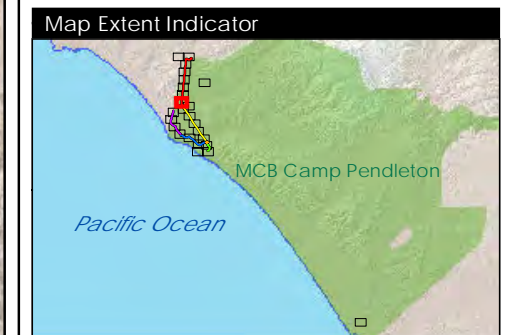 Map Extent Indicator
MCB Camp Pendleton
Pacific Ocean